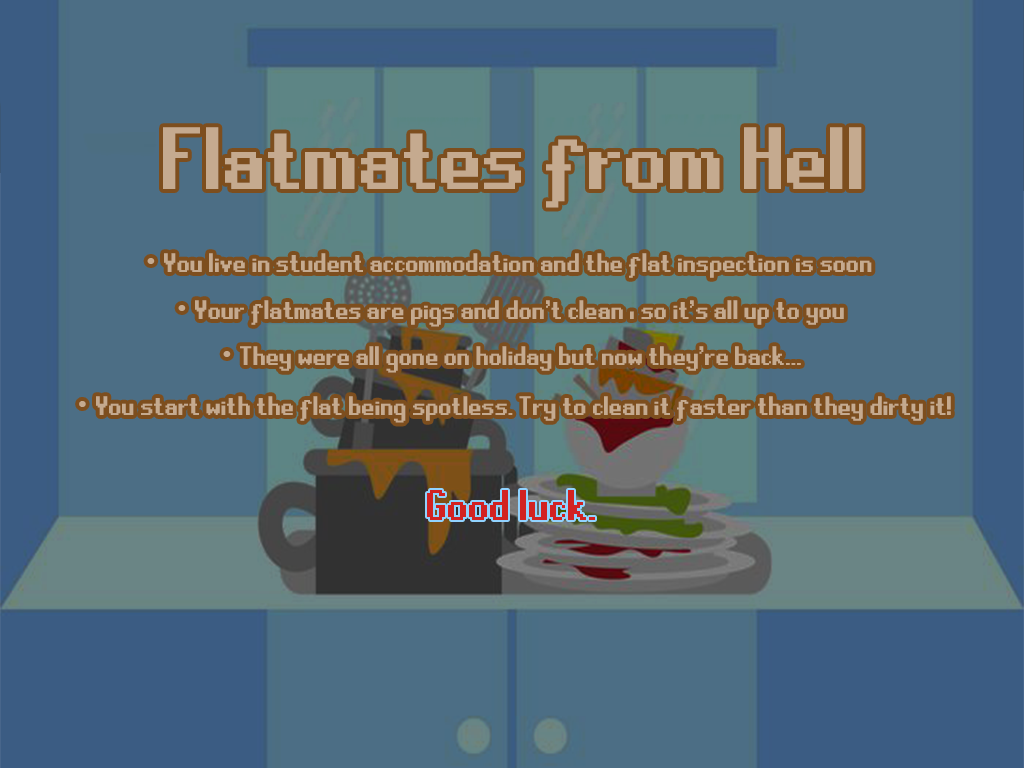 Flatmates from Hell
• You live in student accommodation and the flat inspection is soon
• Your flatmates are pigs and don't clean, so it's all up to you
• They were all gone on holiday but now they're back...
• You start with the flat being spotless. Try to clean it faster than they dirty it!
Good luck.